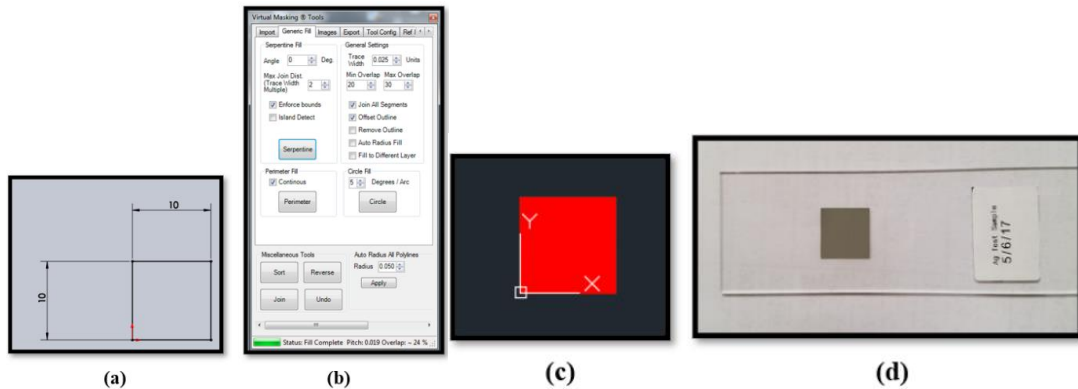 10
10
(a)
Virtual Masking ® Tools
Import Generic Fill Images Export Tool Config
Serpentine Fill
Angle 0 Deg.
Max Join Dist.
(Trace Width
Multiple) 2
Enforce bounds
Island Detect
Serpentine
General Settings
Trace
Width 0.025 Units
Min Overlap Max Overlap
20 30
Join All Segments
Offset Outline
Remove Outline
Auto Radius Fill
Fill to Different Layer
Perimeter Fill
Continous
Perimeter
Circle Fill
5 Degrees / Arc
Circle
Miscellaneous Tools
Sort Reverse
Join Undo
Auto Radius All Polylines
Radius 0.050
Apply
Status: Fill Complete Pitch: 0.019 Overlap: ~ 24 %
(b)
Y
X
(c)
Ag Test Sample
5/6/17
(d)